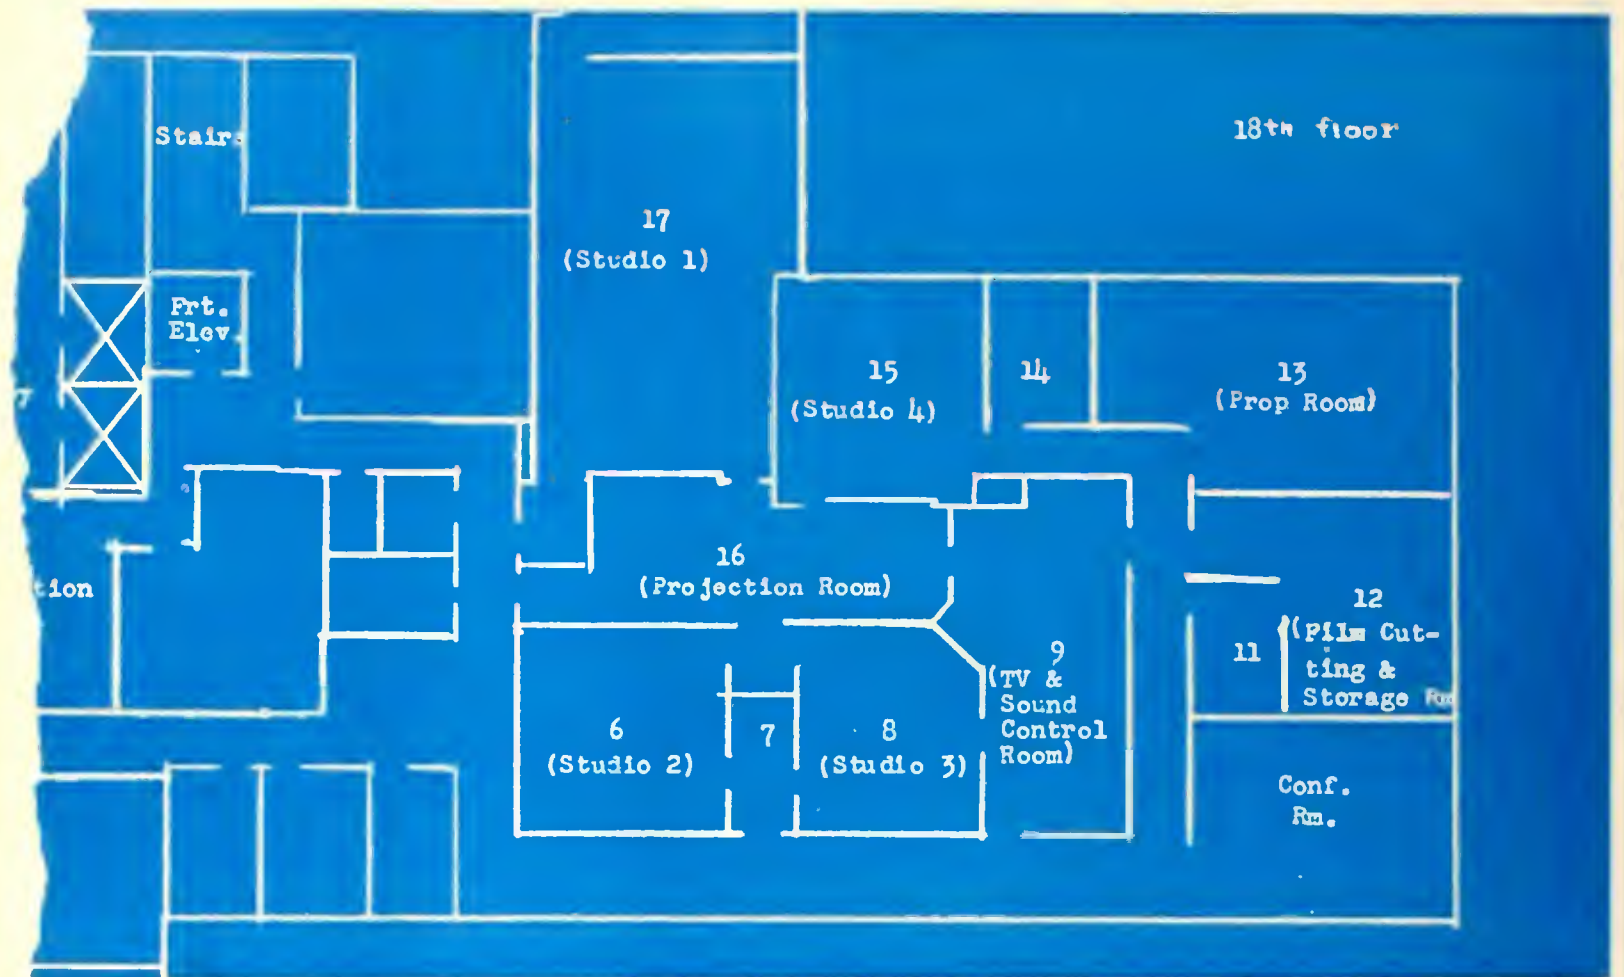 18th floor
Stairs
17
(Studio 1)
Frt.
Elev.
15
(Studio 4)
14
13
(Prop Room)
16
(Projection Room)
tion
12
(Film Cut-
ting &
Storage Rm
11
9
(TV &
Sound
Control
Room)
6
(Studio 2)
7
8
(Studio 3)
Conf.
Rm.